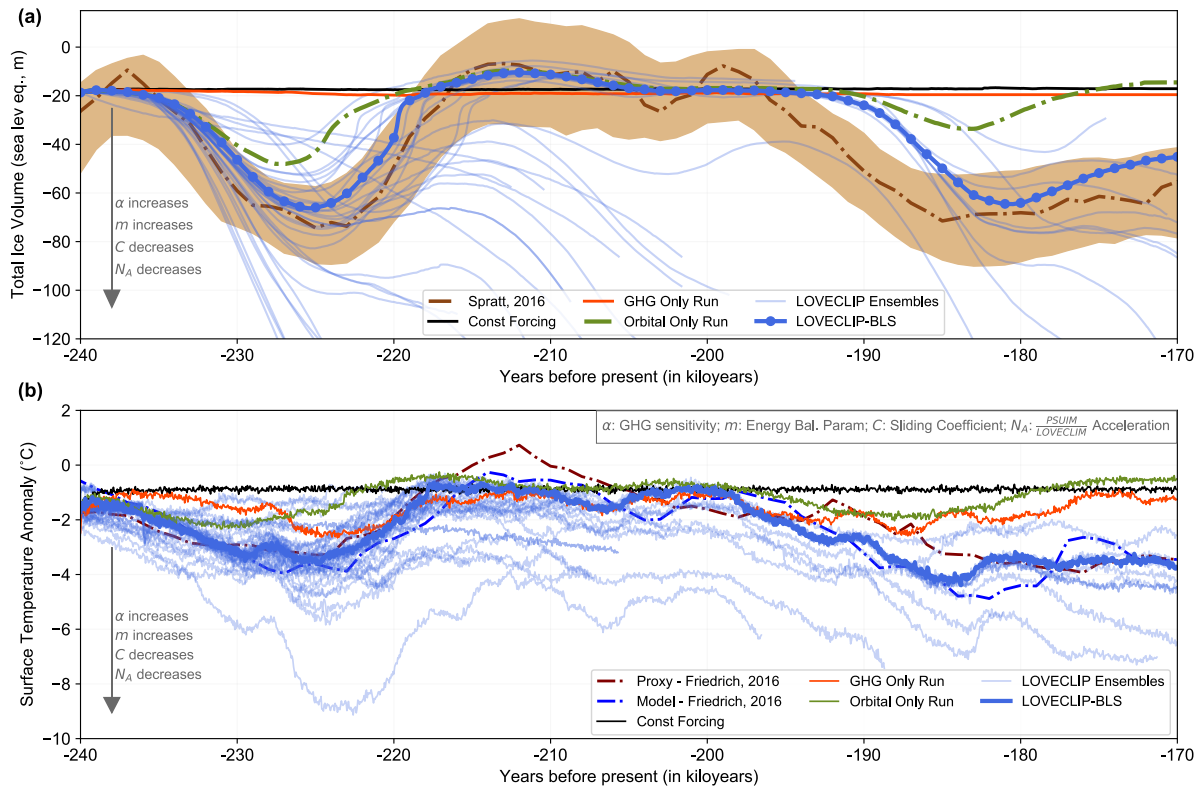 (a)
Total Ice Volume (sea lev eq., m)
0
−20
−40
−60
−80
−100
−120
α increases
m increases
C decreases
N_A decreases
Spratt, 2016
GHG Only Run
LOVECLIP Ensembles
Const Forcing
Orbital Only Run
LOVECLIP-BLS
-240
-230
-220
-210
-200
-190
-180
-170
Years before present (in kiloyears)
(b)
Surface Temperature Anomaly (°C)
2
0
−2
−4
−6
−8
−10
α: GHG sensitivity; m: Energy Bal. Param; C: Sliding Coefficient; N_A: PSUIM/LOVECLIM Acceleration
α increases
m increases
C decreases
N_A decreases
Proxy - Friedrich, 2016
GHG Only Run
LOVECLIP Ensembles
Model - Friedrich, 2016
Orbital Only Run
LOVECLIP-BLS
Const Forcing
-240
-230
-220
-210
-200
-190
-180
-170
Years before present (in kiloyears)